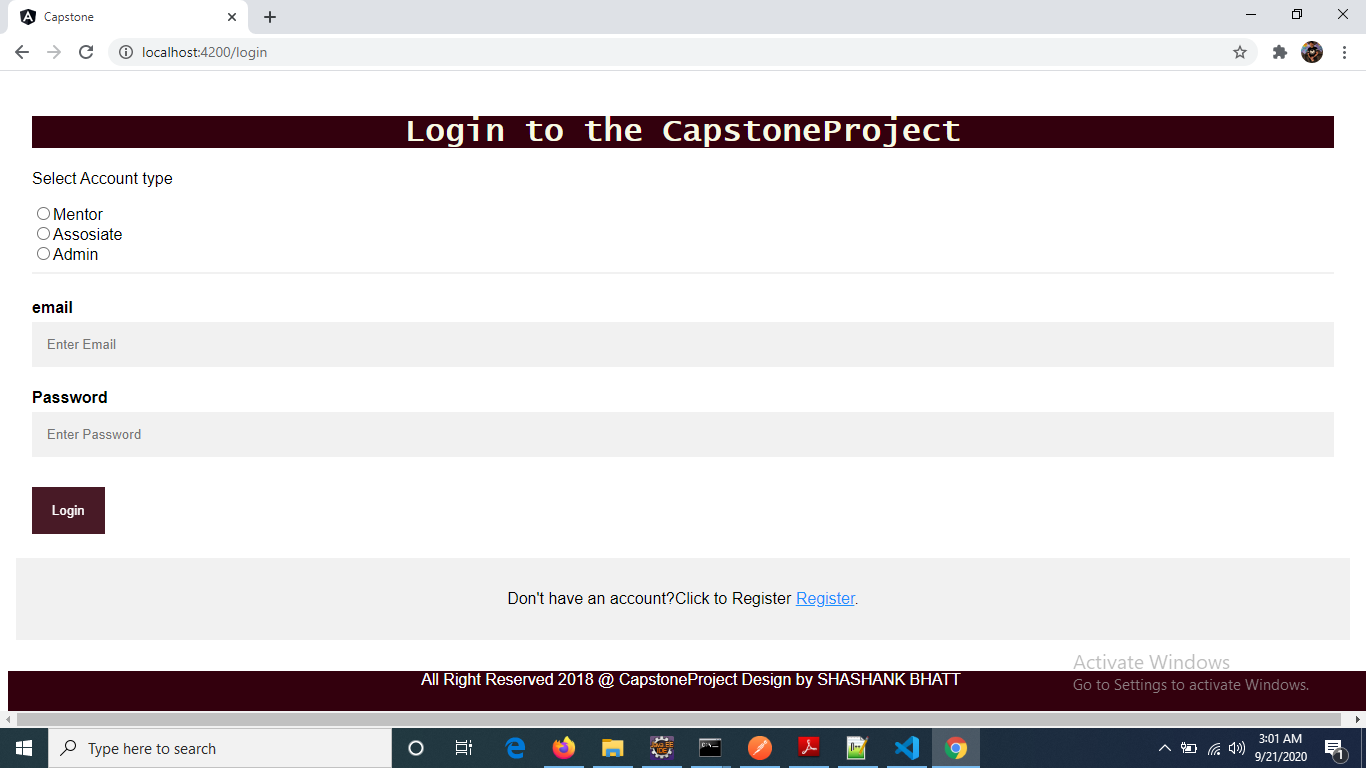 Capstone
localhost:4200/login
Login to the CapstoneProject
Select Account type
Mentor
Assosiate
Admin
email
Enter Email
Password
Enter Password
Login
Don't have an account?Click to Register Register.
Activate Windows
All Right Reserved 2018 @ CapstoneProject Design by SHASHANK BHATT
Go to Settings to activate Windows.
Type here to search
3:01 AM
9/21/2020
1